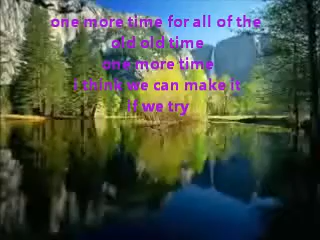 one more time for all of the
old old time
one more time
I think we can make it
if we try